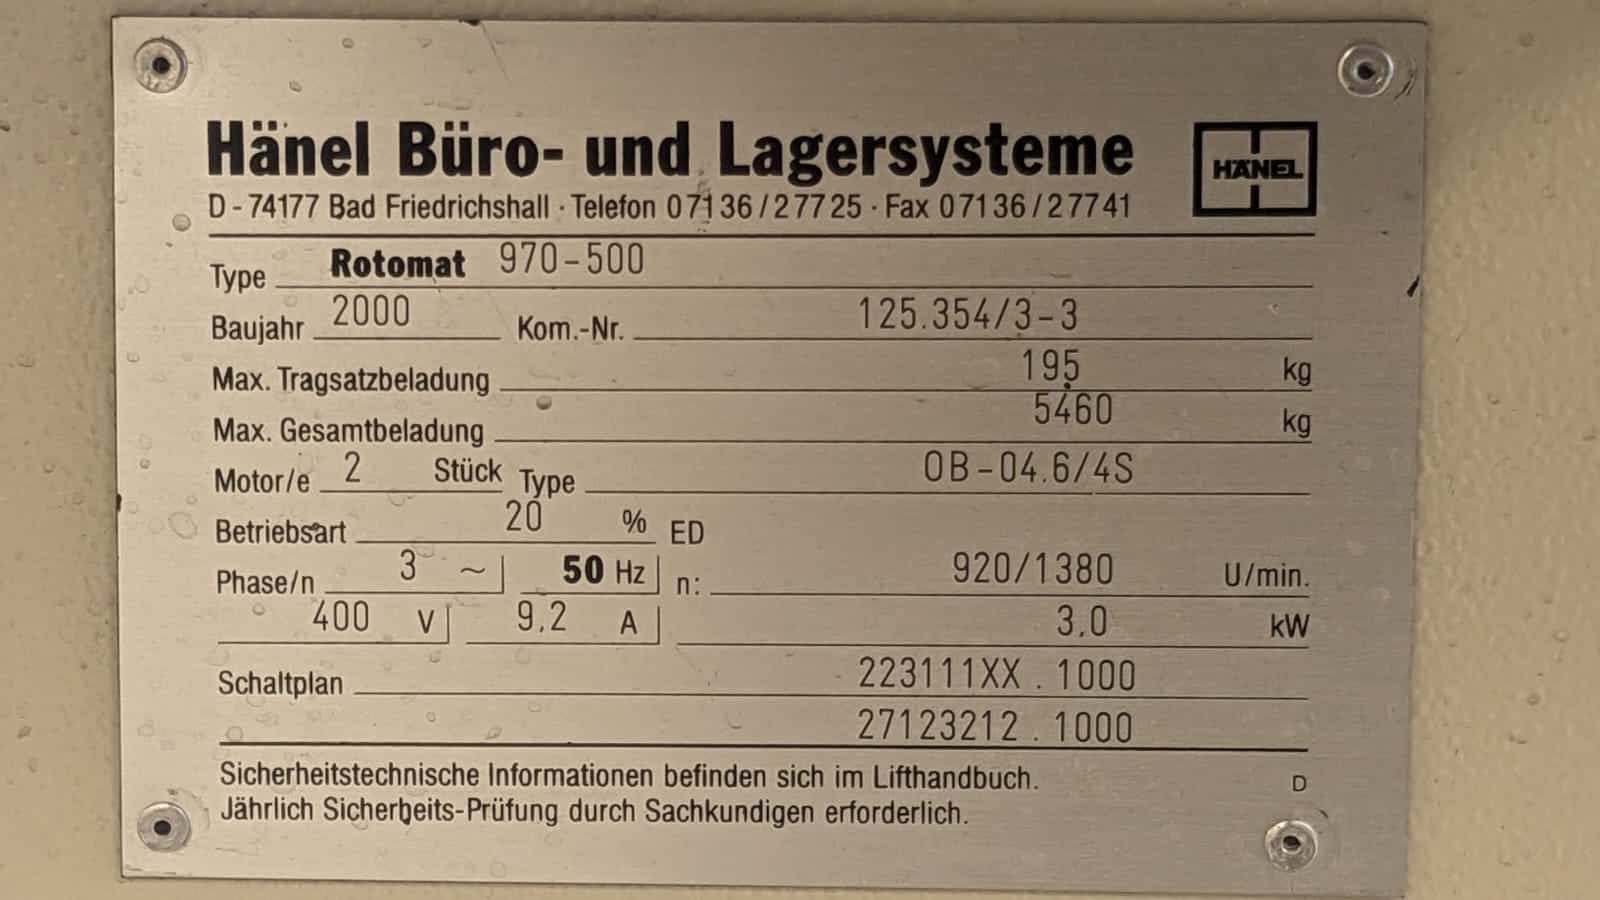 Hänel Büro- und Lagersysteme
HÄNEL
D - 74177 Bad Friedrichshall · Telefon 07136/27725 · Fax 07136/27741
Type Rotomat 970-500
Baujahr 2000 Kom.-Nr. 125.354/3-3
Max. Tragsatzbeladung 195 kg
Max. Gesamtbeladung 5460 kg
Motor/e 2 Stück Type OB-04.6/4S
Betriebsart 20 % ED
Phase/n 3 ~ 50 Hz n: 920/1380 U/min.
400 V 9,2 A 3,0 kW
Schaltplan 223111XX . 1000
27123212 . 1000
Sicherheitstechnische Informationen befinden sich im Lifthandbuch. D
Jährlich Sicherheits-Prüfung durch Sachkundigen erforderlich.